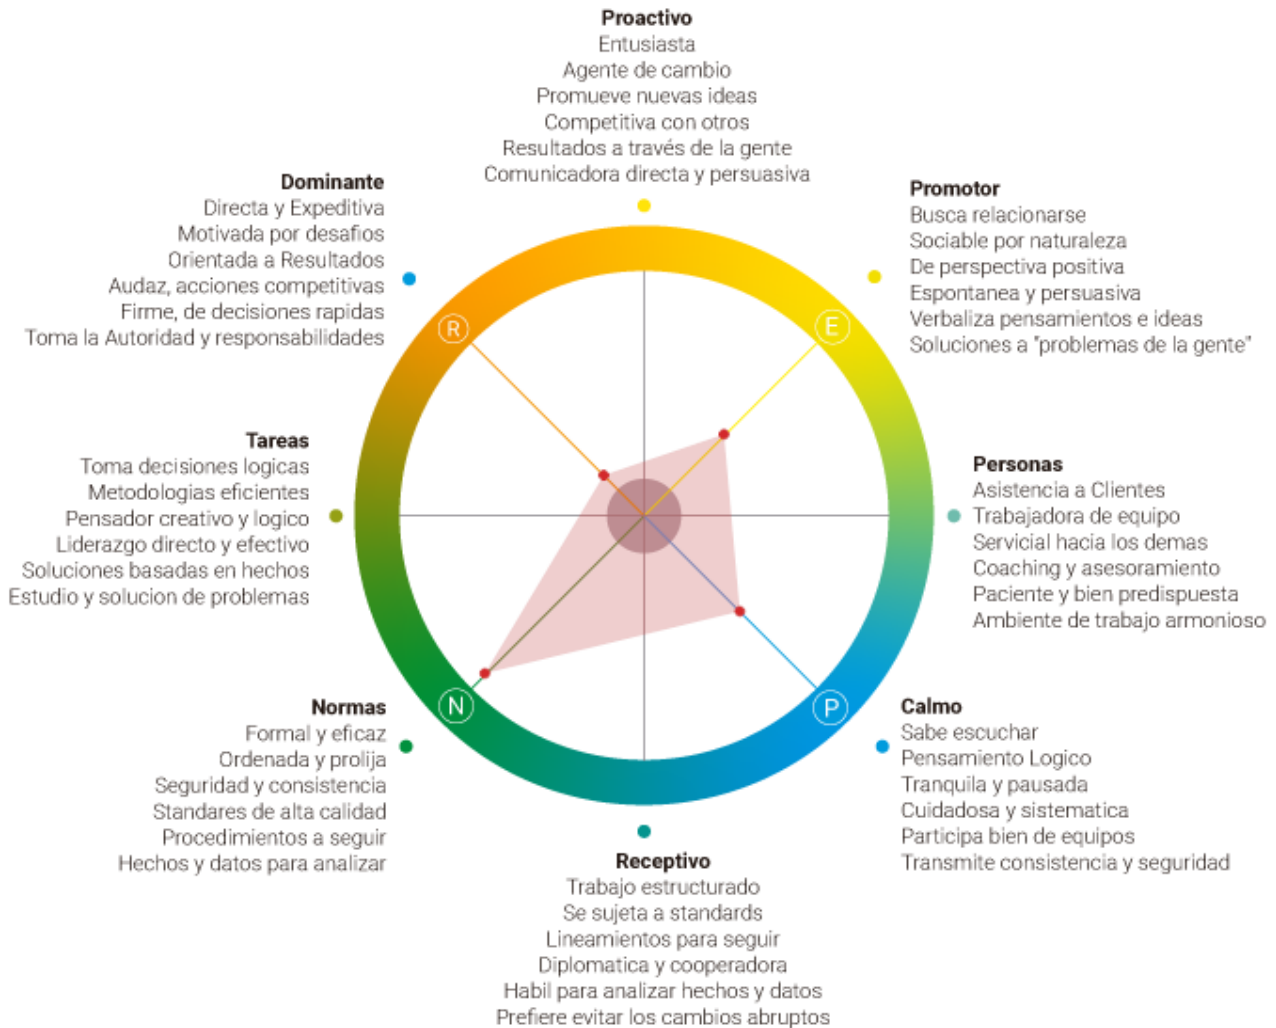 Proactivo
Entusiasta
Agente de cambio
Promueve nuevas ideas
Competitiva con otros
Resultados a través de la gente
Comunicadora directa y persuasiva
Dominante
Directa y Expeditiva
Motivada por desafios
Orientada a Resultados
Audaz, acciones competitivas
Firme, de decisiones rapidas
Toma la Autoridad y responsabilidades
Promotor
Busca relacionarse
Sociable por naturaleza
De perspectiva positiva
Espontanea y persuasiva
Verbaliza pensamientos e ideas
Soluciones a "problemas de la gente"
R
E
Tareas
Toma decisiones logicas
Metodologias eficientes
Pensador creativo y logico
Liderazgo directo y efectivo
Soluciones basadas en hechos
Estudio y solucion de problemas
Personas
Asistencia a Clientes
Trabajadora de equipo
Servicial hacia los demas
Coaching y asesoramiento
Paciente y bien predispuesta
Ambiente de trabajo armonioso
N
P
Normas
Formal y eficaz
Ordenada y prolija
Seguridad y consistencia
Standares de alta calidad
Procedimientos a seguir
Hechos y datos para analizar
Calmo
Sabe escuchar
Pensamiento Logico
Tranquila y pausada
Cuidadosa y sistematica
Participa bien de equipos
Transmite consistencia y seguridad
Receptivo
Trabajo estructurado
Se sujeta a standards
Lineamientos para seguir
Diplomatica y cooperadora
Habil para analizar hechos y datos
Prefiere evitar los cambios abruptos